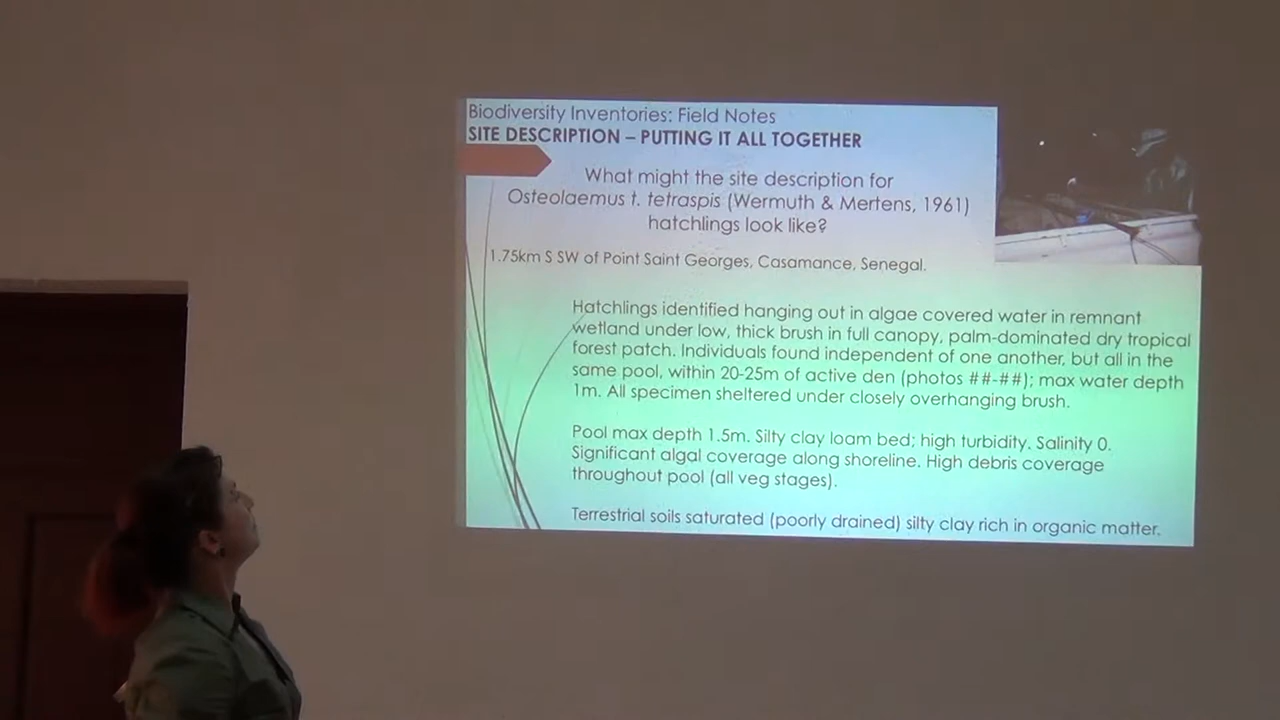 Biodiversity Inventories: Field Notes
SITE DESCRIPTION – PUTTING IT ALL TOGETHER
What might the site description for
Osteolaemus t. tetraspis (Wermuth & Mertens, 1961)
hatchlings look like?
1.75km S SW of Point Saint Georges, Casamance, Senegal.
Hatchlings identified hanging out in algae covered water in remnant
wetland under low, thick brush in full canopy, palm-dominated dry tropical
forest patch. Individuals found independent of one another, but all in the
same pool, within 20-25m of active den (photos ##-##); max water depth
1m. All specimen sheltered under closely overhanging brush.
Pool max depth 1.5m. Silty clay loam bed; high turbidity. Salinity 0.
Significant algal coverage along shoreline. High debris coverage
throughout pool (all veg stages).
Terrestrial soils saturated (poorly drained) silty clay rich in organic matter.